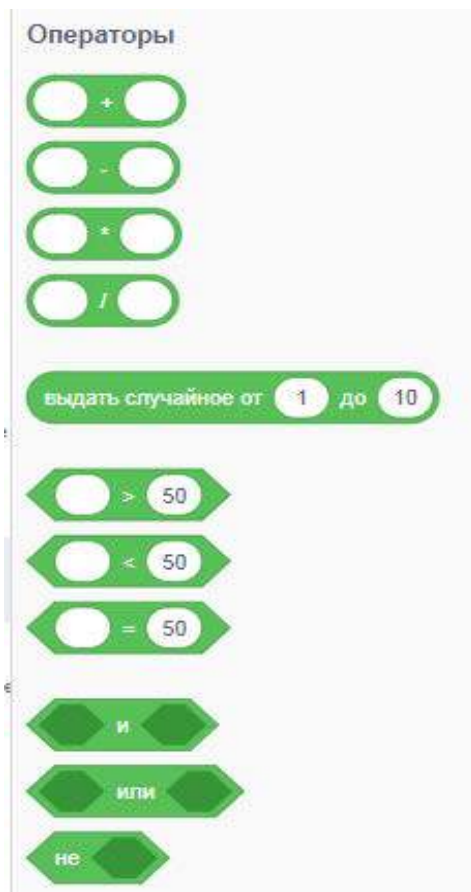 Операторы
+
-
*
/
выдать случайное от 1 до 10
> 50
< 50
= 50
и
или
не